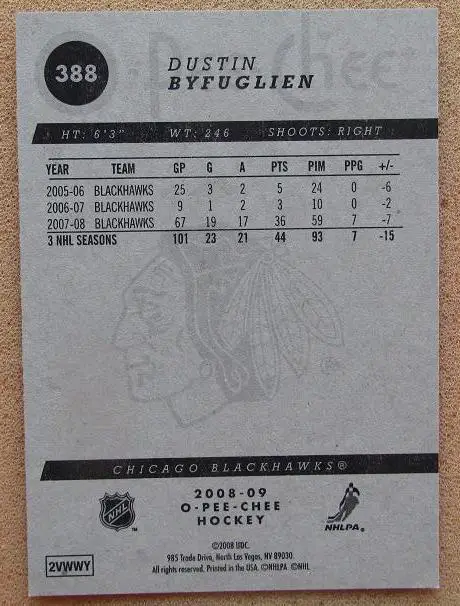 O-Pee-Chee
388
DUSTIN
BYFUGLIEN
HT: 6'3" WT: 246 SHOOTS: RIGHT
YEAR TEAM GP G A PTS PIM PPG +/-
2005-06 BLACKHAWKS 25 3 2 5 24 0 -6
2006-07 BLACKHAWKS 9 1 2 3 10 0 -2
2007-08 BLACKHAWKS 67 19 17 36 59 7 -7
3 NHL SEASONS 101 23 21 44 93 7 -15
CHICAGO BLACKHAWKS®
2008-09
O-PEE-CHEE
HOCKEY
NHL
™
NHLPA®
©2008 UDC.
985 Trade Drive, North Las Vegas, NV 89030.
All rights reserved. Printed in the USA. ©NHLPA ©NHL
2VWWY